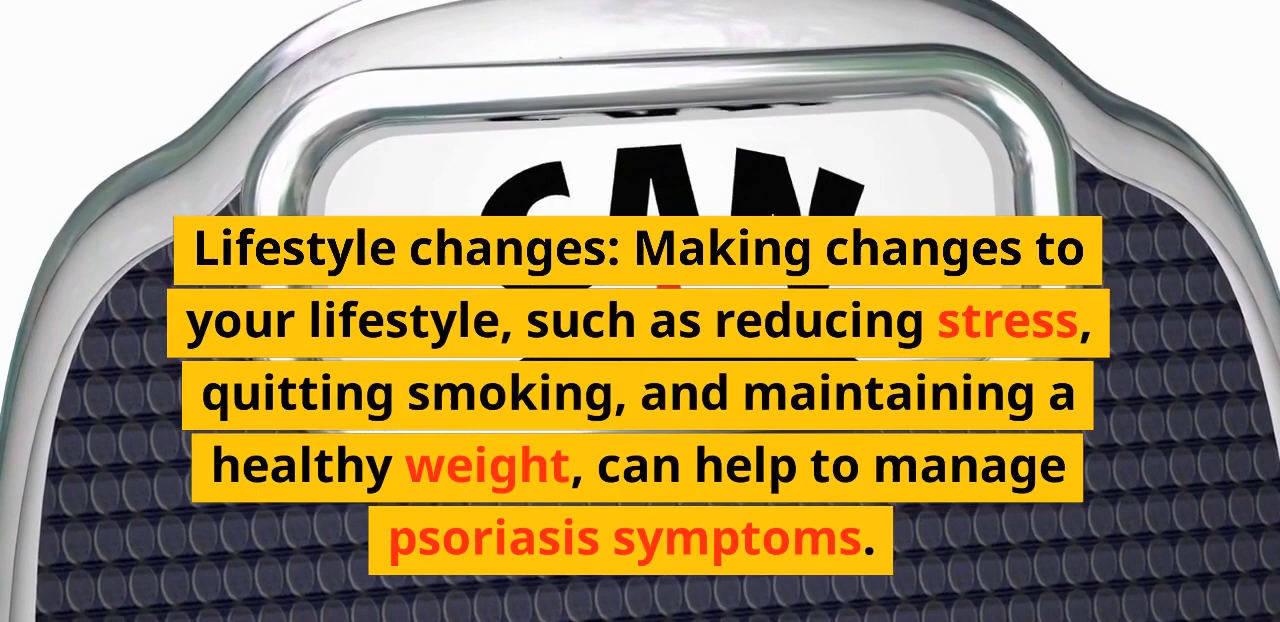 Lifestyle changes: Making changes to
your lifestyle, such as reducing stress,
quitting smoking, and maintaining a
healthy weight, can help to manage
psoriasis symptoms.